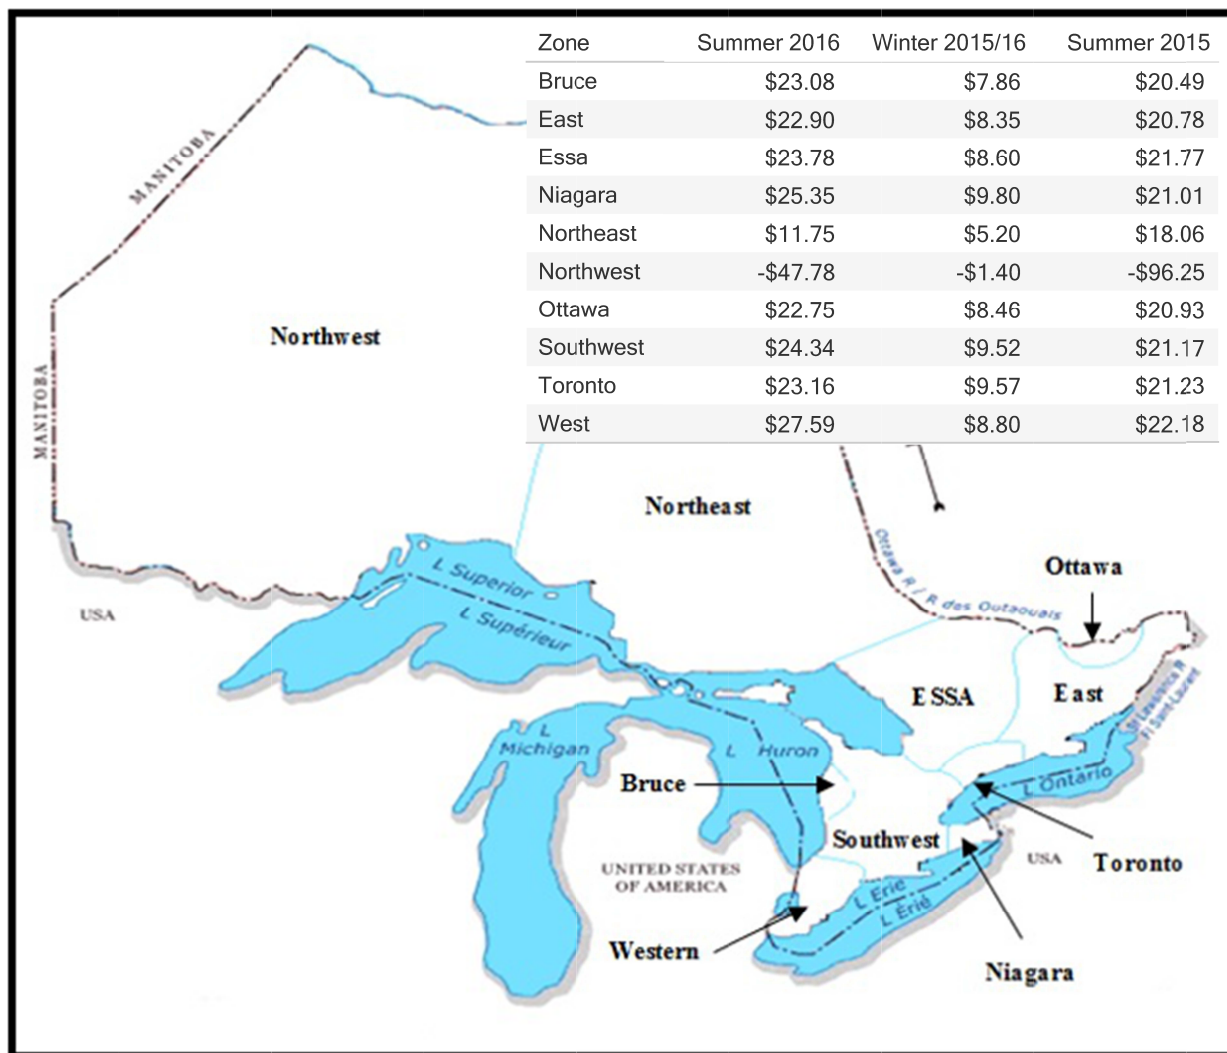 Zone Summer 2016 Winter 2015/16 Summer 2015
Bruce $23.08 $7.86 $20.49
East $22.90 $8.35 $20.78
Essa $23.78 $8.60 $21.77
Niagara $25.35 $9.80 $21.01
Northeast $11.75 $5.20 $18.06
Northwest -$47.78 -$1.40 -$96.25
Ottawa $22.75 $8.46 $20.93
Southwest $24.34 $9.52 $21.17
Toronto $23.16 $9.57 $21.23
West $27.59 $8.80 $22.18
MANITOBA
Northwest
MANITOBA
Northeast
Ottawa R / R des Outaouais
Ottawa
L Superior
L Supérieur
USA
ESSA
East
St Lawrence R
Fl Saint-Laurent
L
Michigan
L Huron
Bruce
L Ontario
Southwest
UNITED STATES
OF AMERICA
USA
Toronto
L Erie
L Érié
Western
Niagara